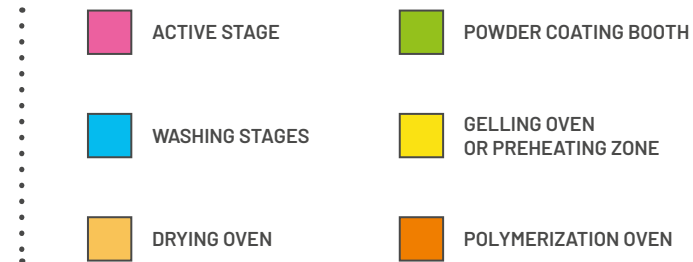 ACTIVE STAGE
POWDER COATING BOOTH
WASHING STAGES
GELLING OVEN
OR PREHEATING ZONE
DRYING OVEN
POLYMERIZATION OVEN